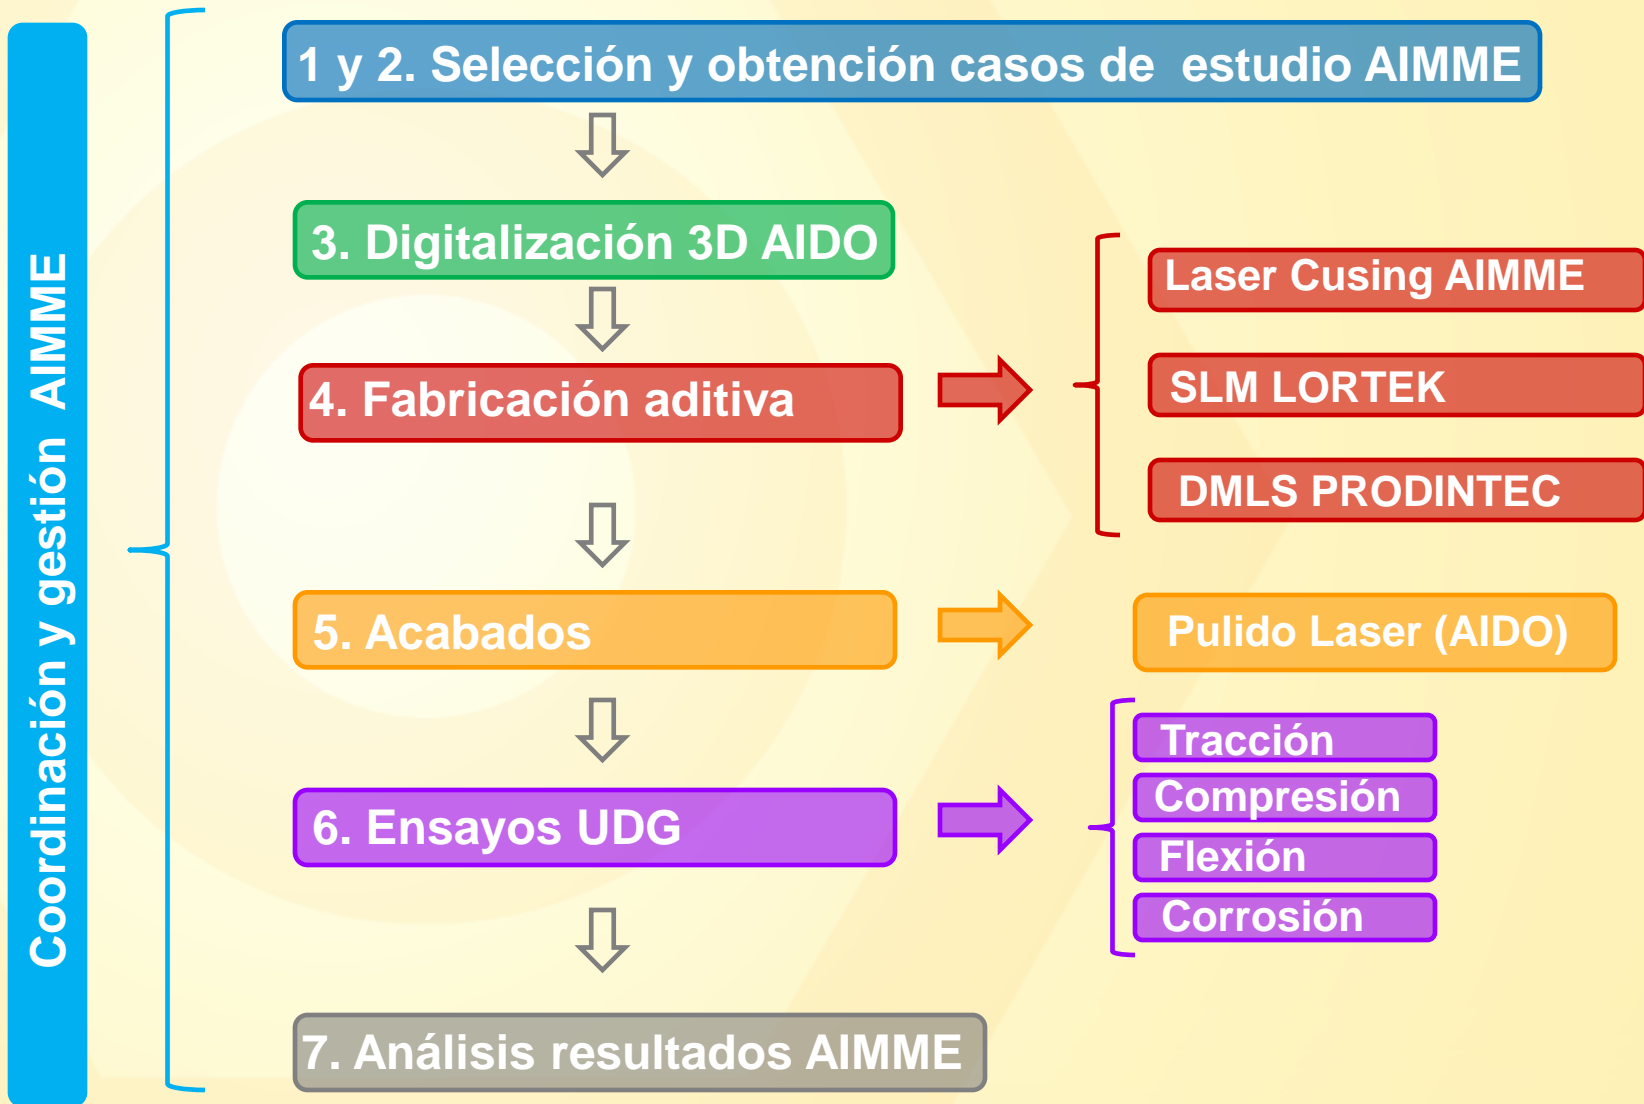 Coordinación y gestión AIMME
1 y 2. Selección y obtención casos de estudio AIMME
3. Digitalización 3D AIDO
4. Fabricación aditiva
Laser Cusing AIMME
SLM LORTEK
DMLS PRODINTEC
5. Acabados
Pulido Laser (AIDO)
6. Ensayos UDG
Tracción
Compresión
Flexión
Corrosión
7. Análisis resultados AIMME